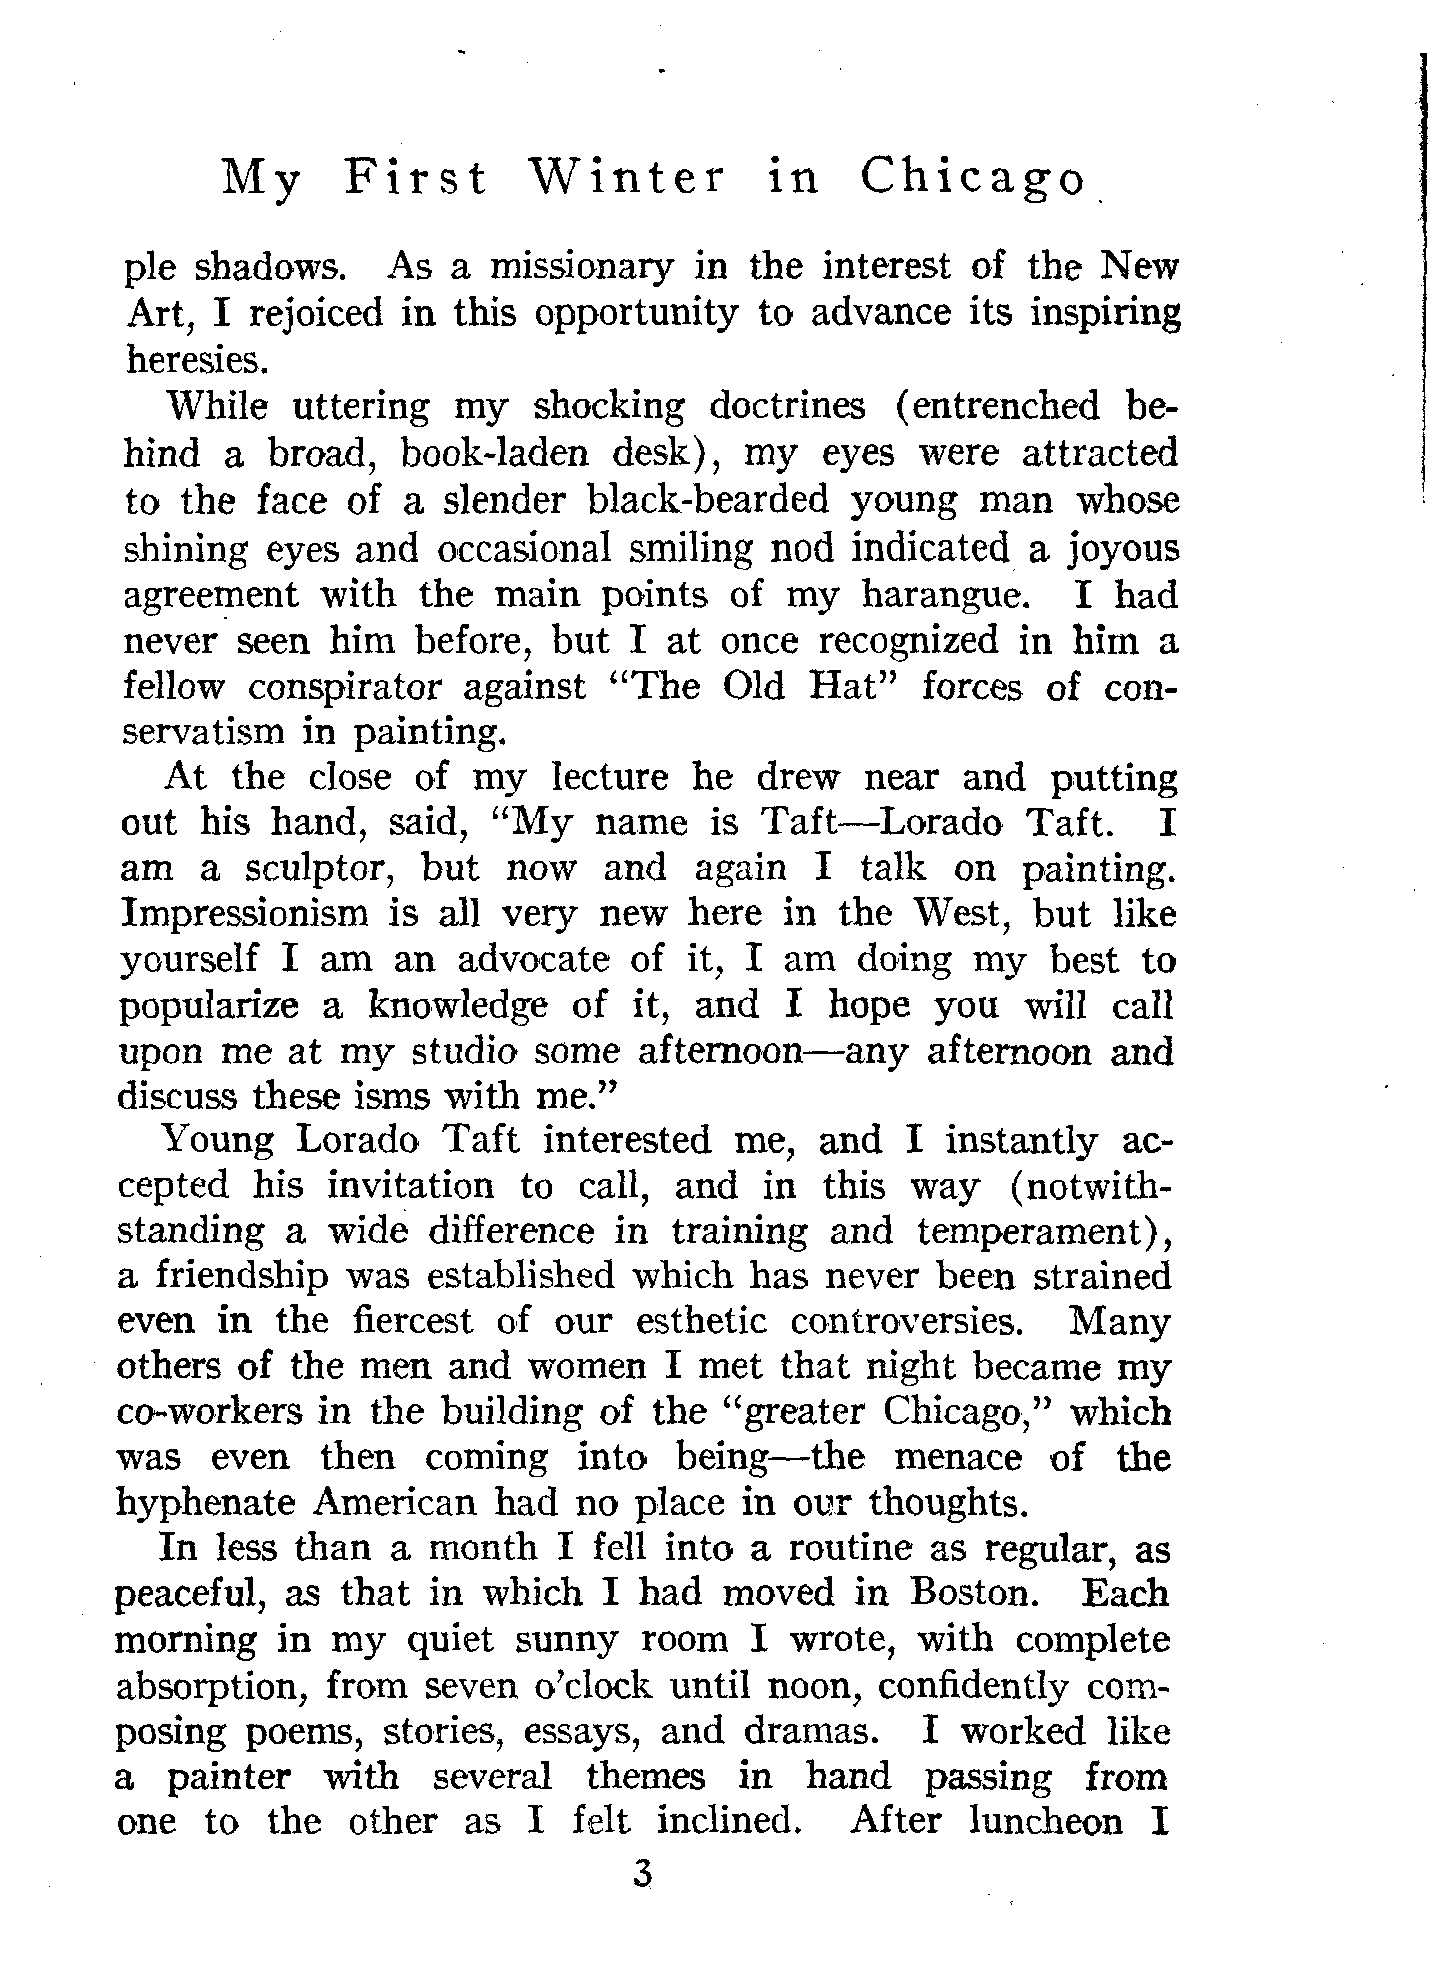 My First Winter in Chicago
ple shadows. As a missionary in the interest of the New
Art, I rejoiced in this opportunity to advance its inspiring
heresies.
While uttering my shocking doctrines (entrenched be-
hind a broad, book-laden desk), my eyes were attracted
to the face of a slender black-bearded young man whose
shining eyes and occasional smiling nod indicated a joyous
agreement with the main points of my harangue. I had
never seen him before, but I at once recognized in him a
fellow conspirator against “The Old Hat” forces of con-
servatism in painting.
At the close of my lecture he drew near and putting
out his hand, said, “My name is Taft—Lorado Taft. I
am a sculptor, but now and again I talk on painting.
Impressionism is all very new here in the West, but like
yourself I am an advocate of it, I am doing my best to
popularize a knowledge of it, and I hope you will call
upon me at my studio some afternoon—any afternoon and
discuss these isms with me.”
Young Lorado Taft interested me, and I instantly ac-
cepted his invitation to call, and in this way (notwith-
standing a wide difference in training and temperament),
a friendship was established which has never been strained
even in the fiercest of our esthetic controversies. Many
others of the men and women I met that night became my
co-workers in the building of the “greater Chicago,” which
was even then coming into being—the menace of the
hyphenate American had no place in our thoughts.
In less than a month I fell into a routine as regular, as
peaceful, as that in which I had moved in Boston. Each
morning in my quiet sunny room I wrote, with complete
absorption, from seven o’clock until noon, confidently com-
posing poems, stories, essays, and dramas. I worked like
a painter with several themes in hand passing from
one to the other as I felt inclined. After luncheon I
3